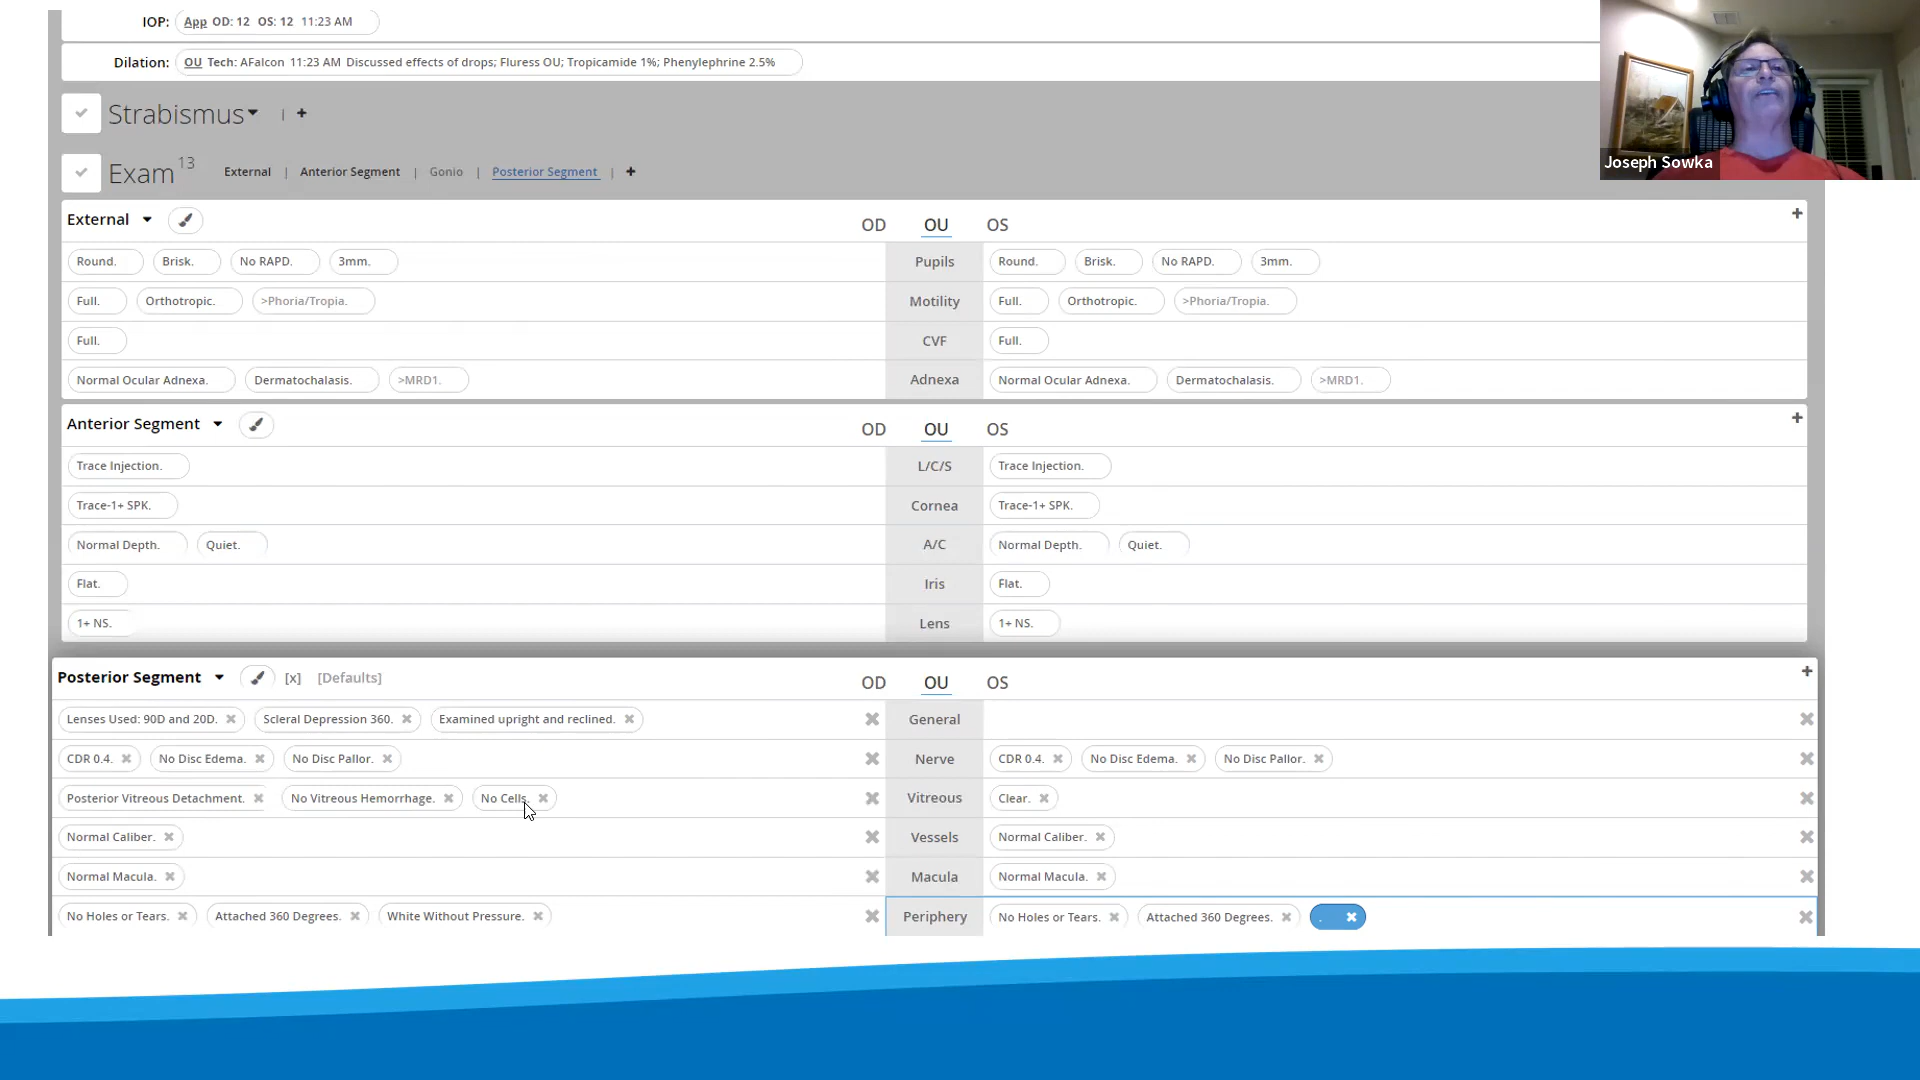 IOP: App OD: 12 OS: 12 11:23 AM
Dilation: OU Tech: AFalcon 11:23 AM Discussed effects of drops; Fluress OU; Tropicamide 1%; Phenylephrine 2.5%
Joseph Sowka
Strabismus | +
Exam 13 External | Anterior Segment | Gonio | Posterior Segment | +
External OD OU OS +
Round. Brisk. No RAPD. 3mm. Pupils Round. Brisk. No RAPD. 3mm.
Full. Orthotropic. >Phoria/Tropia. Motility Full. Orthotropic. >Phoria/Tropia.
Full. CVF Full.
Normal Ocular Adnexa. Dermatochalasis. >MRD1. Adnexa Normal Ocular Adnexa. Dermatochalasis. >MRD1.
Anterior Segment OD OU OS +
Trace Injection. L/C/S Trace Injection.
Trace-1+ SPK. Cornea Trace-1+ SPK.
Normal Depth. Quiet. A/C Normal Depth. Quiet.
Flat. Iris Flat.
1+ NS. Lens 1+ NS.
Posterior Segment [x] [Defaults] OD OU OS +
Lenses Used: 90D and 20D. Scleral Depression 360. Examined upright and reclined. General
CDR 0.4. No Disc Edema. No Disc Pallor. Nerve CDR 0.4. No Disc Edema. No Disc Pallor.
Posterior Vitreous Detachment. No Vitreous Hemorrhage. No Cells. Vitreous Clear.
Normal Caliber. Vessels Normal Caliber.
Normal Macula. Macula Normal Macula.
No Holes or Tears. Attached 360 Degrees. White Without Pressure. Periphery No Holes or Tears. Attached 360 Degrees. .